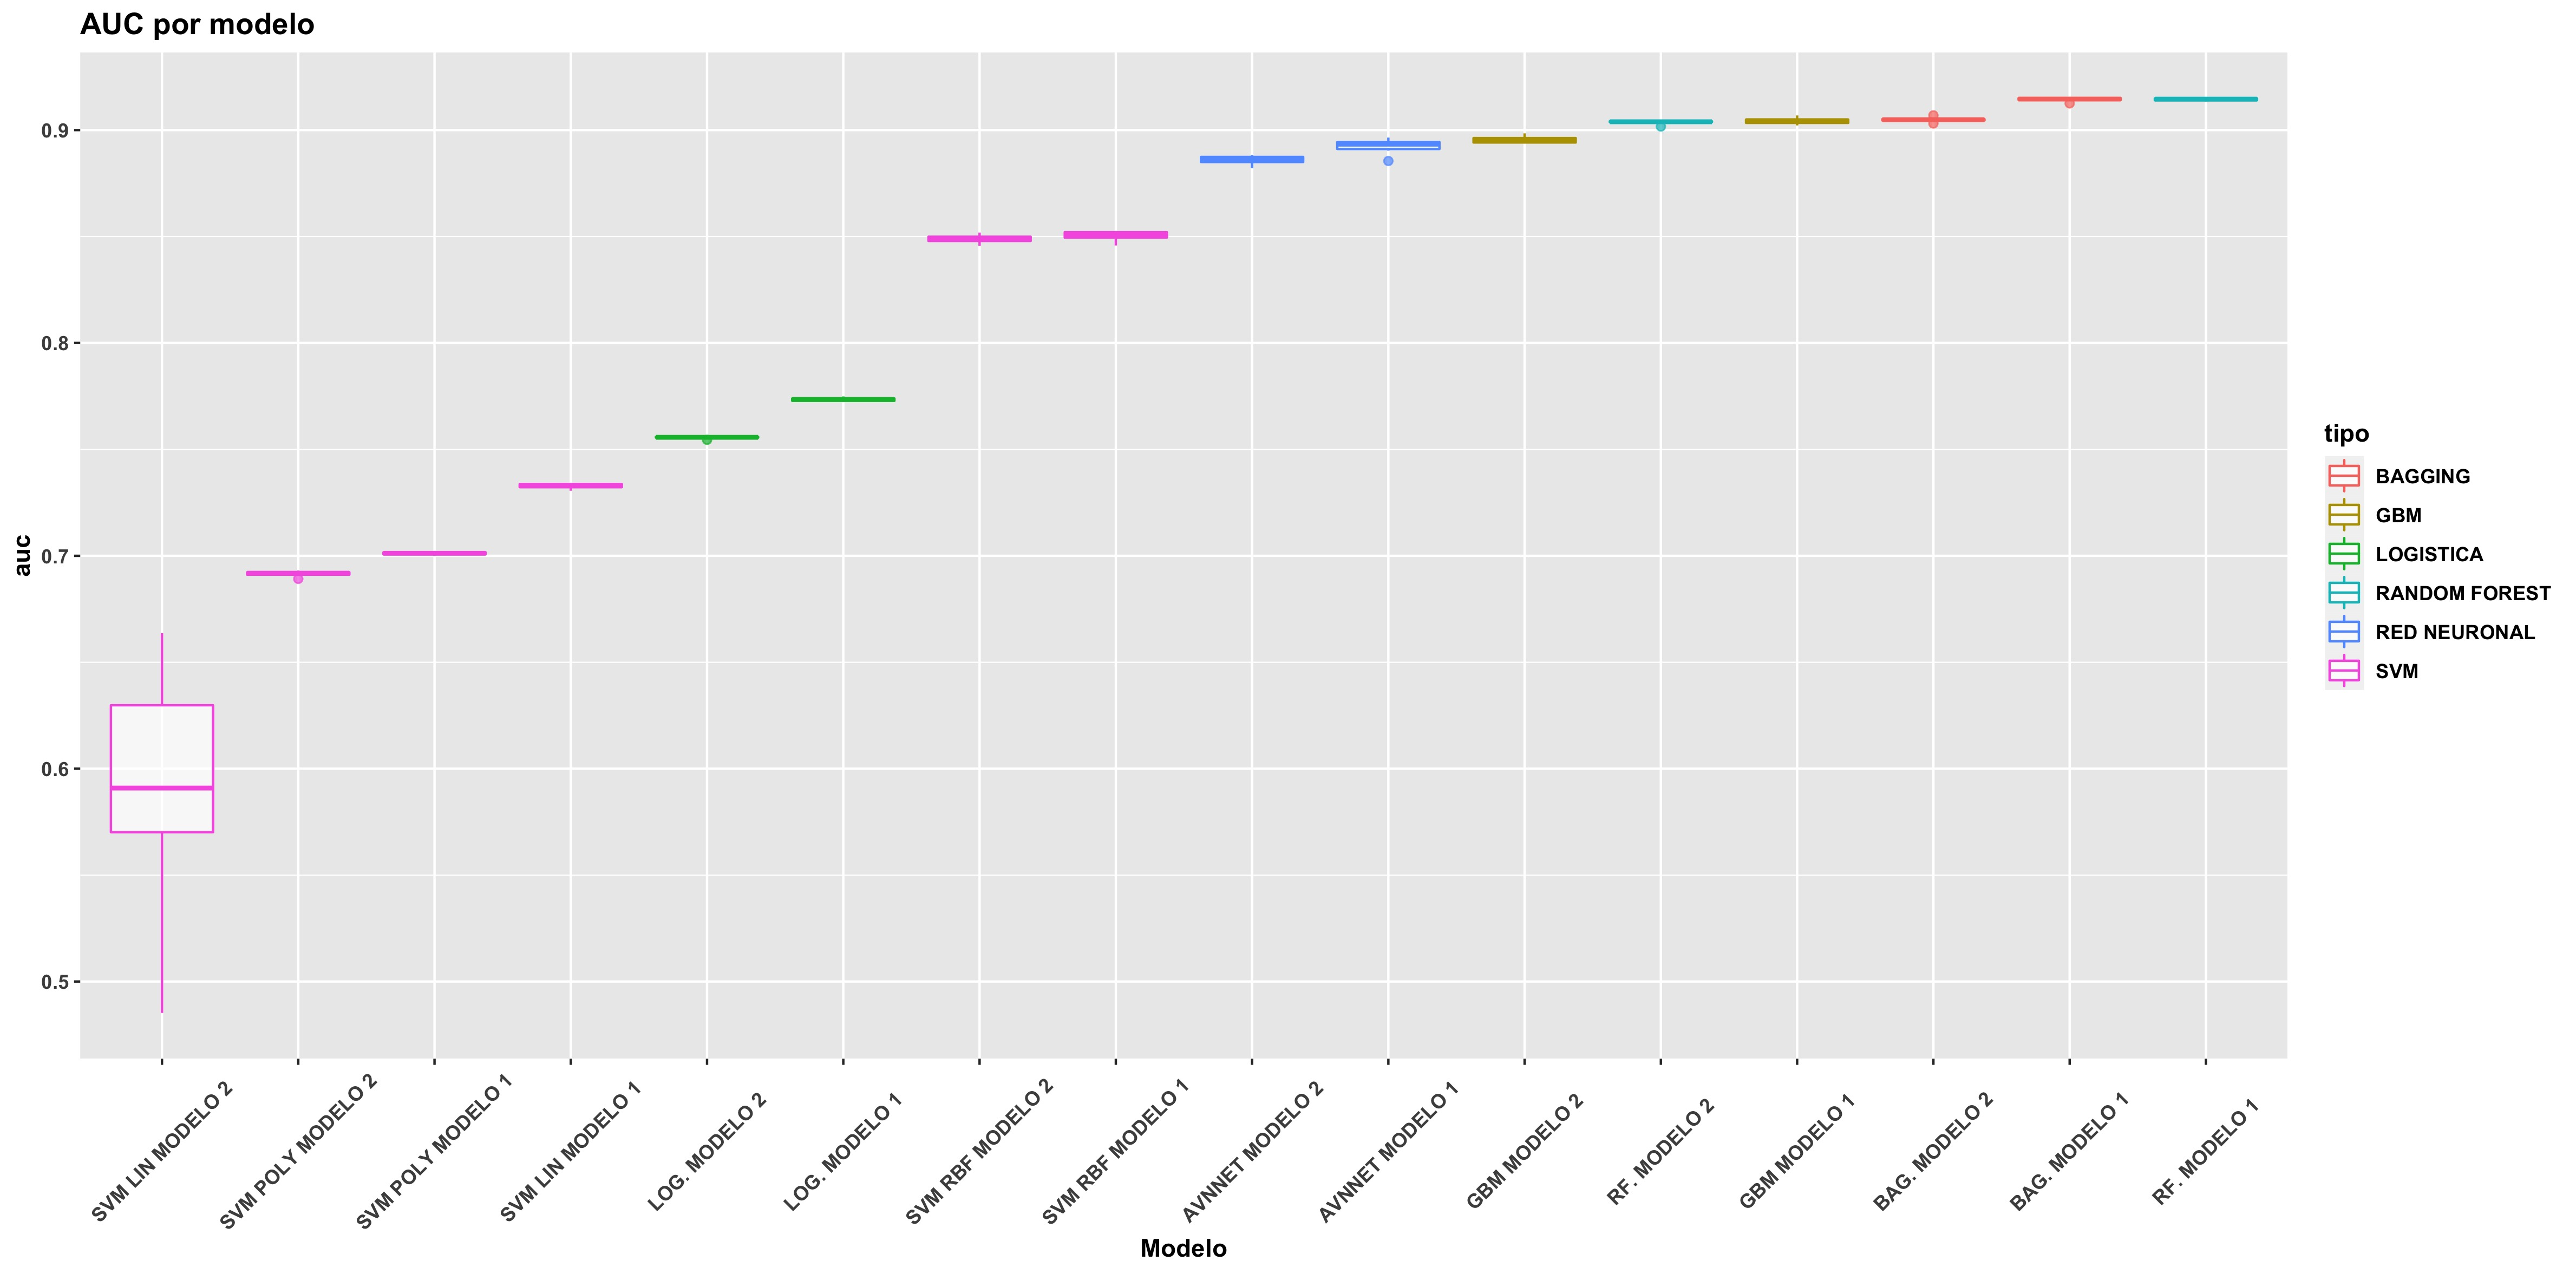 AUC por modelo
auc
0.9
0.8
0.7
0.6
0.5
SVM LIN MODELO 2
SVM POLY MODELO 2
SVM POLY MODELO 1
SVM LIN MODELO 1
LOG. MODELO 2
LOG. MODELO 1
SVM RBF MODELO 2
SVM RBF MODELO 1
AVNNET MODELO 2
AVNNET MODELO 1
GBM MODELO 2
RF. MODELO 2
GBM MODELO 1
BAG. MODELO 2
BAG. MODELO 1
RF. MODELO 1
Modelo
tipo
BAGGING
GBM
LOGISTICA
RANDOM FOREST
RED NEURONAL
SVM